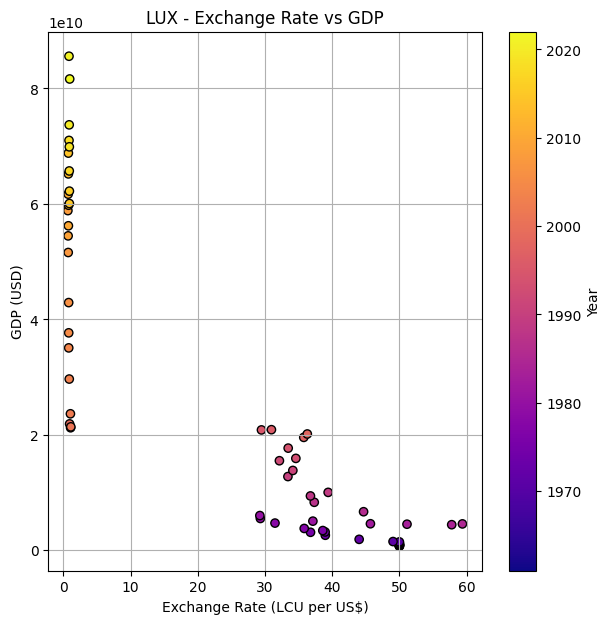 LUX - Exchange Rate vs GDP
1e10
8
6
4
2
0
GDP (USD)
0 10 20 30 40 50 60
Exchange Rate (LCU per US$)
2020
2010
2000
1990
1980
1970
Year